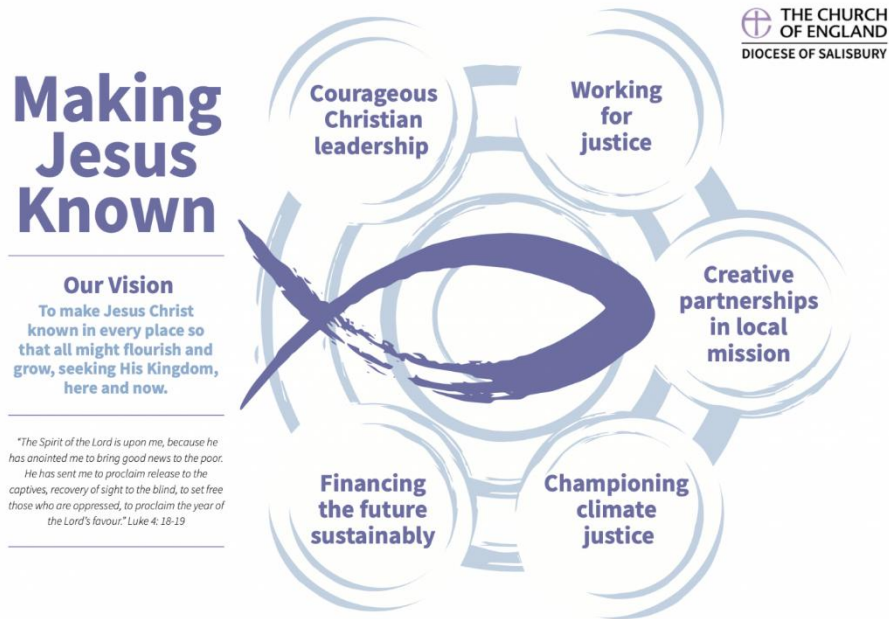 THE CHURCH
OF ENGLAND
DIOCESE OF SALISBURY
Making
Jesus
Known
Our Vision
To make Jesus Christ
known in every place so
that all might flourish and
grow, seeking His Kingdom,
here and now.
"The Spirit of the Lord is upon me, because he
has anointed me to bring good news to the poor.
He has sent me to proclaim release to the
captives, recovery of sight to the blind, to set free
those who are oppressed, to proclaim the year of
the Lord's favour." Luke 4: 18-19
Courageous
Christian
leadership
Working
for
justice
Creative
partnerships
in local
mission
Championing
climate
justice
Financing
the future
sustainably